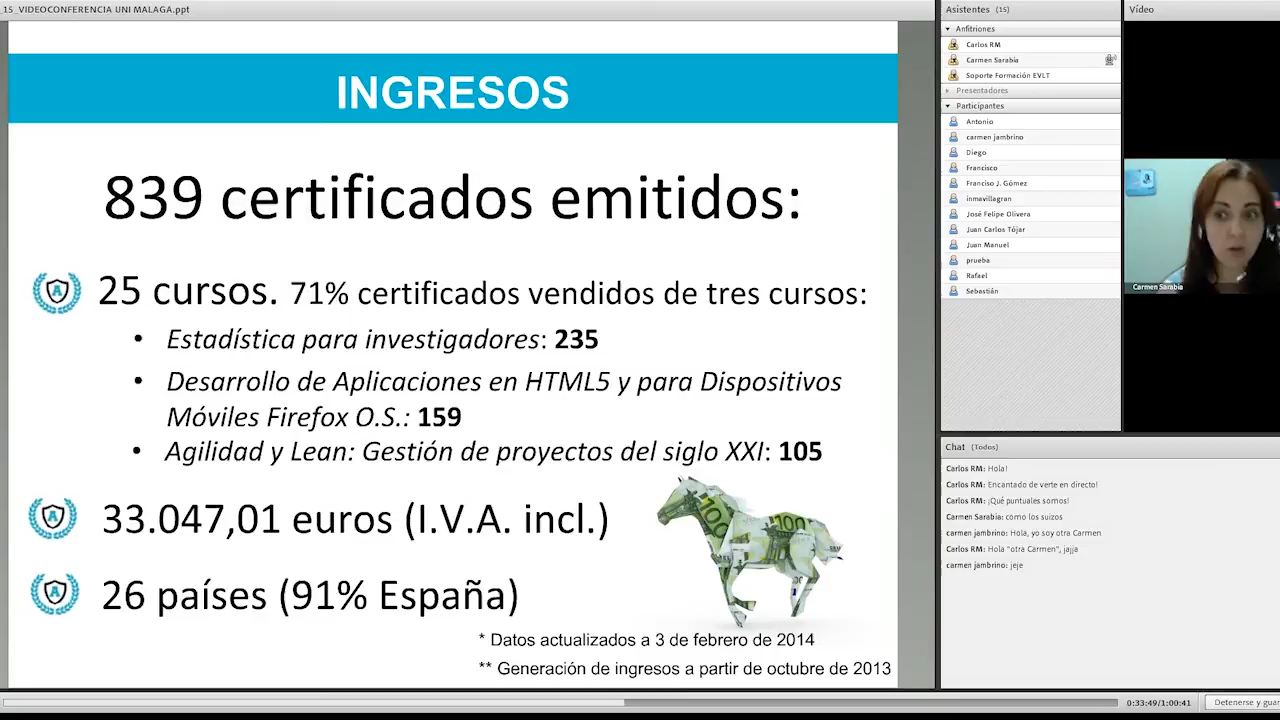 _15_VIDEOCONFERENCIA UNI MALAGA.ppt
INGRESOS
839 certificados emitidos:
25 cursos. 71% certificados vendidos de tres cursos:
• Estadística para investigadores: 235
• Desarrollo de Aplicaciones en HTML5 y para Dispositivos
Móviles Firefox O.S.: 159
• Agilidad y Lean: Gestión de proyectos del siglo XXI: 105
33.047,01 euros (I.V.A. incl.)
26 países (91% España)
* Datos actualizados a 3 de febrero de 2014
** Generación de ingresos a partir de octubre de 2013
Asistentes (15)
Anfitriones
Carlos RM
Carmen Sarabia
Soporte Formación EVLT
Presentadores
Participantes
Antonio
carmen jambrino
Diego
Francisco
Franciso J. Gómez
inmavillagran
José Felipe Olivera
Juan Carlos Tójar
Juan Manuel
prueba
Rafael
Sebastián
Vídeo
Carmen Sarabia
Chat (Todos)
Carlos RM: Hola!
Carlos RM: Encantado de verte en directo!
Carlos RM: ¡Qué puntuales somos!
Carmen Sarabia: como los suizos
carmen jambrino: Hola, yo soy otra Carmen
Carlos RM: Hola "otra Carmen", jajja
carmen jambrino: jeje
0:33:49/1:00:41
Detenerse y guar